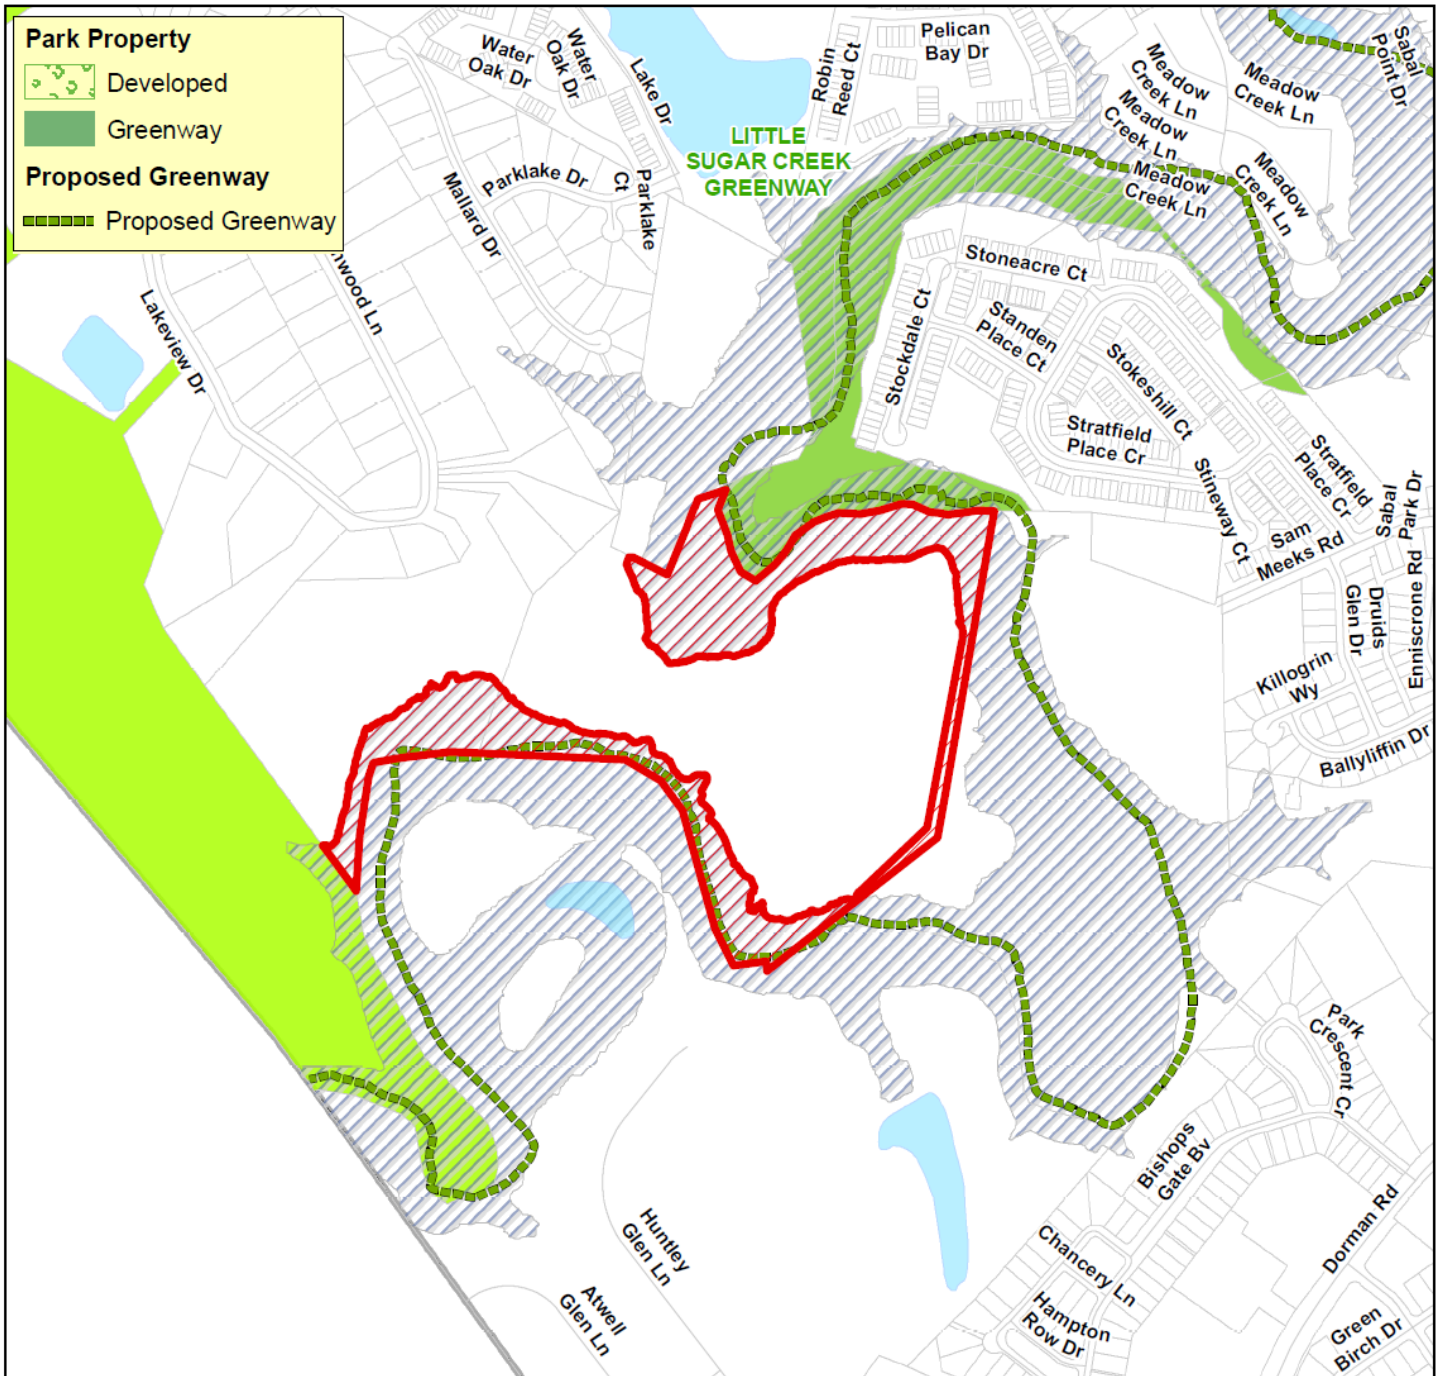 Park Property
Developed
Greenway
Proposed Greenway
Proposed Greenway
Water
Oak Dr
Water
Oak Dr
Lake Dr
Robin
Reed Ct
Pelican
Bay Dr
Meadow
Creek Ln
Meadow
Creek Ln
Meadow
Creek Ln
Sabal
Point Dr
LITTLE
SUGAR CREEK
GREENWAY
Meadow
Creek Ln
Meadow
Creek Ln
Mallard Dr
Parklake Dr
Parklake
Ct
nwood Ln
Lakeview Dr
Stoneacre Ct
Stockdale Ct
Standen
Place Ct
Stokeshill Ct
Stratfield
Place Cr
Stratfield
Place Cr
Stineway Ct
Sabal
Park Dr
Sam
Meeks Rd
Druids
Glen Dr
Enniscrone Rd
Killogrin
Wy
Ballyliffin Dr
Park
Crescent Cr
Bishops
Gate Bv
Dorman Rd
Huntley
Glen Ln
Atwell
Glen Ln
Chancery Ln
Hampton
Row Dr
Green
Birch Dr